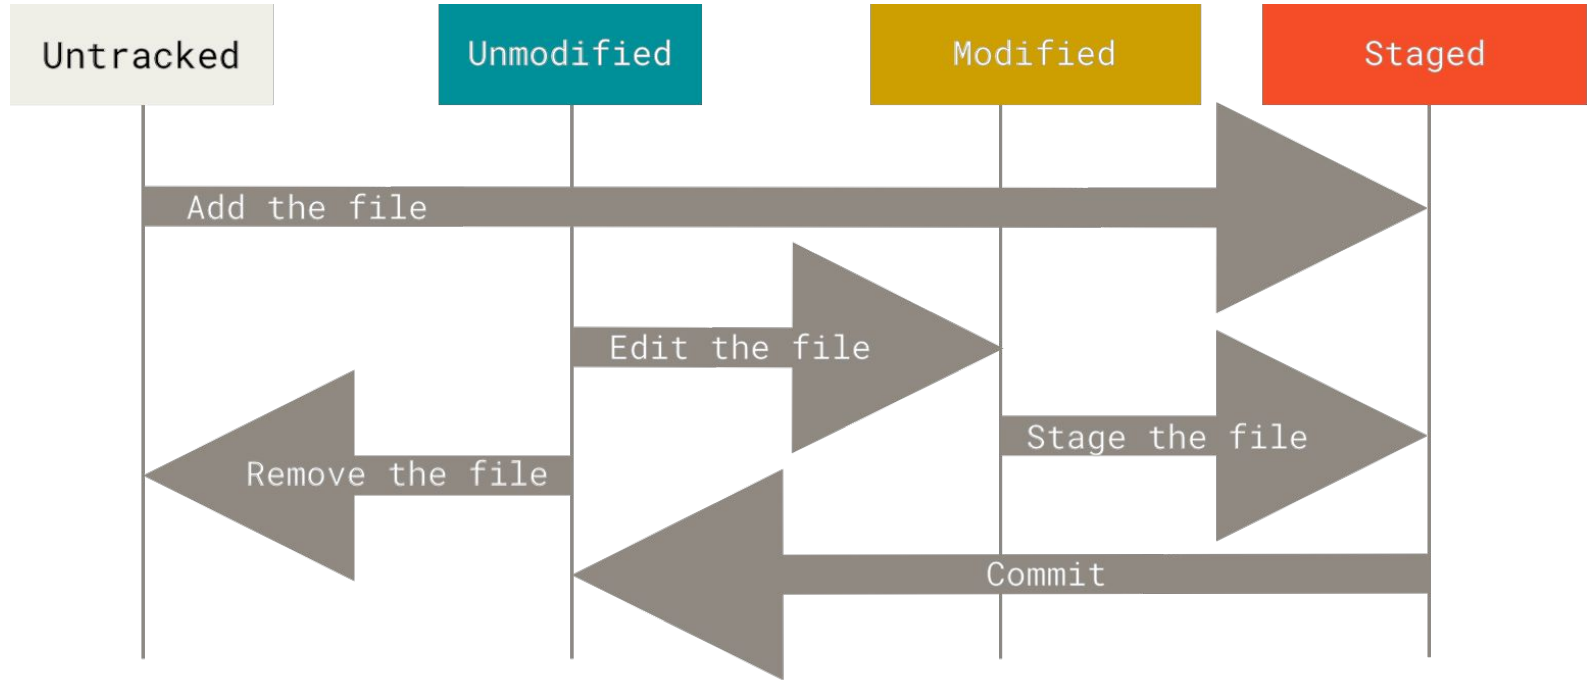 Untracked
Unmodified
Modified
Staged
Add the file
Edit the file
Stage the file
Remove the file
Commit